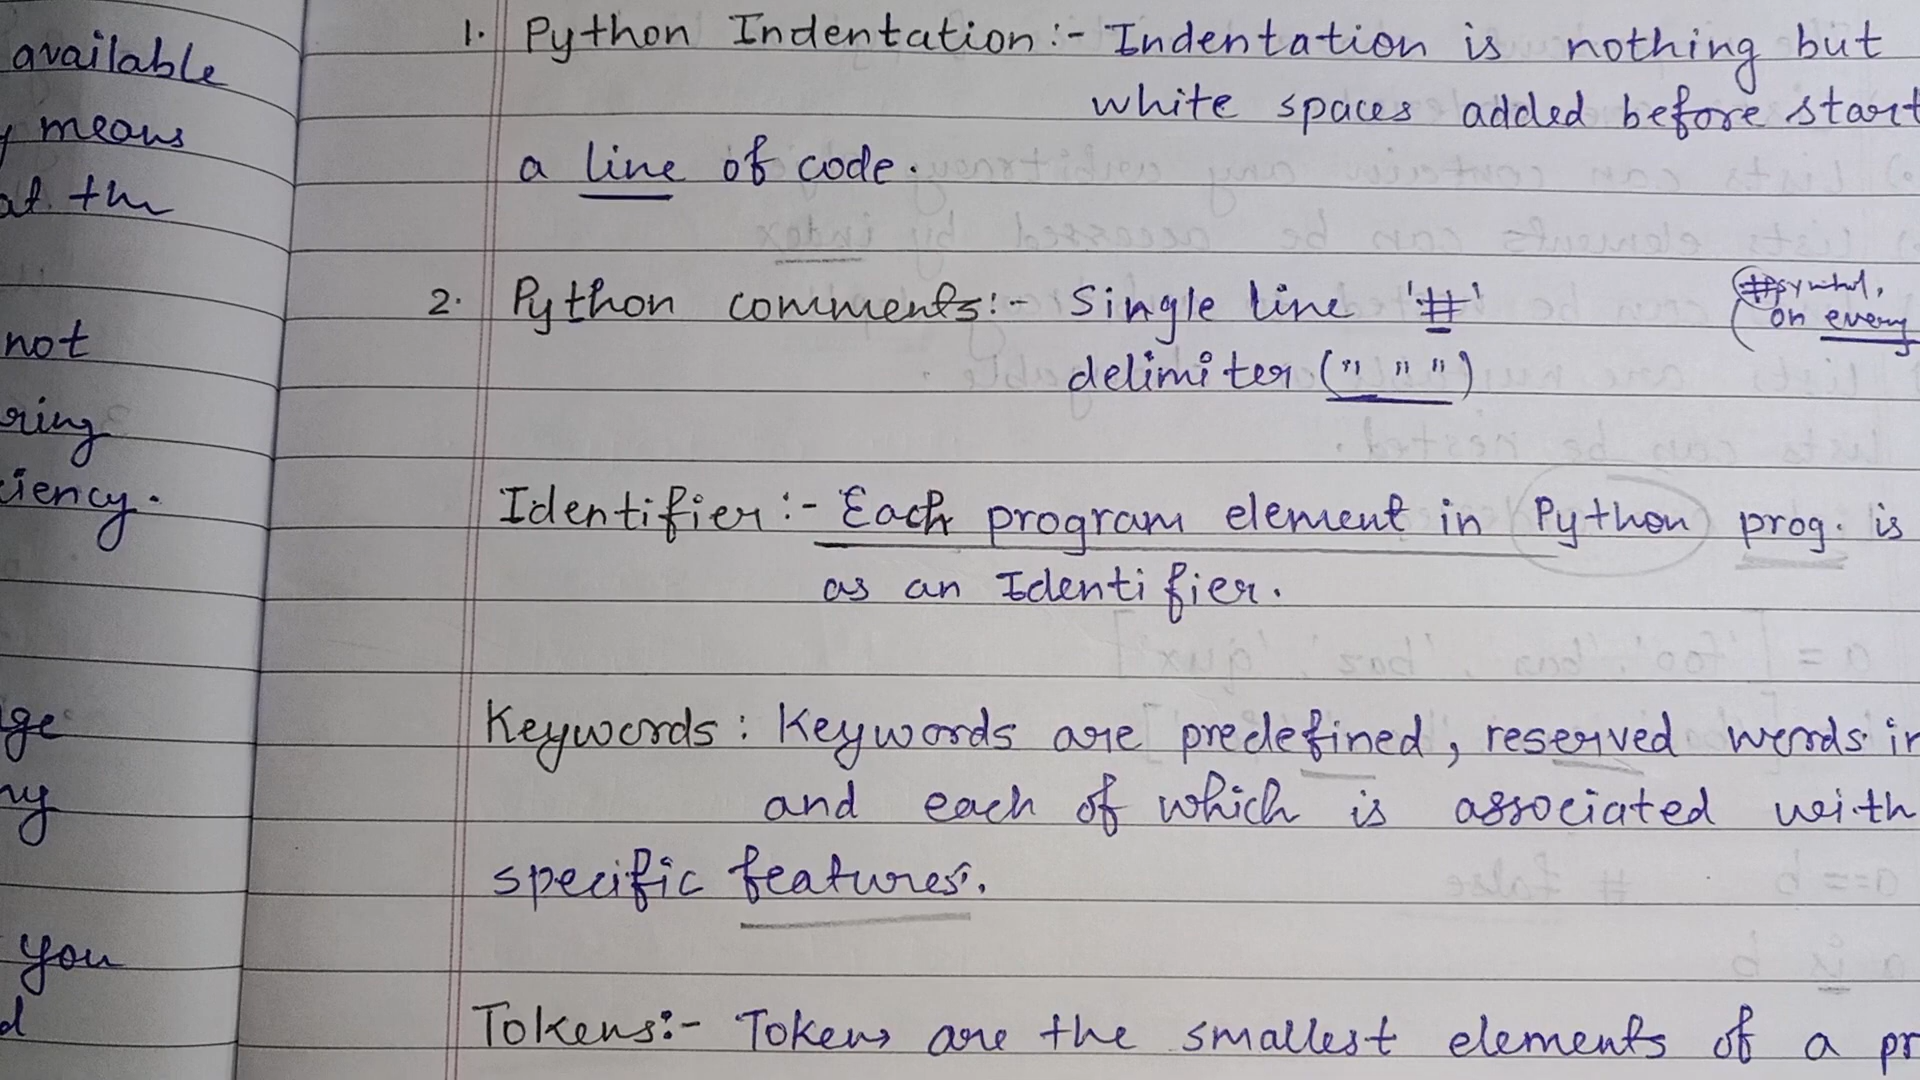 available
means
at the
not
ring
ciency.
ge
ny
you
d
1. Python Indentation :- Indentation is nothing but
white spaces added before start
a line of code.
2. Python comments :- Single line '#'
(# symbol,
on every
delimiter (" " ")
Identifier :- Each program element in Python prog. is
as an Identifier.
Keywords : Keywords are predefined, reserved words in
and each of which is associated with
specific features.
Tokens :- Tokens are the smallest elements of a pr